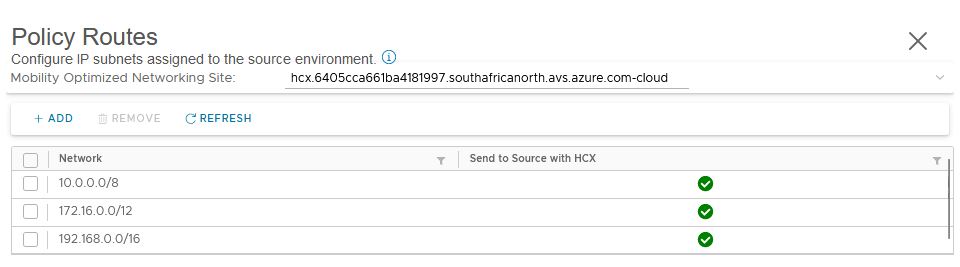 Policy Routes
Configure IP subnets assigned to the source environment.
Mobility Optimized Networking Site: hcx.6405cca661ba4181997.southafricanorth.avs.azure.com-cloud
+ ADD REMOVE REFRESH
Network Send to Source with HCX
10.0.0.0/8
172.16.0.0/12
192.168.0.0/16